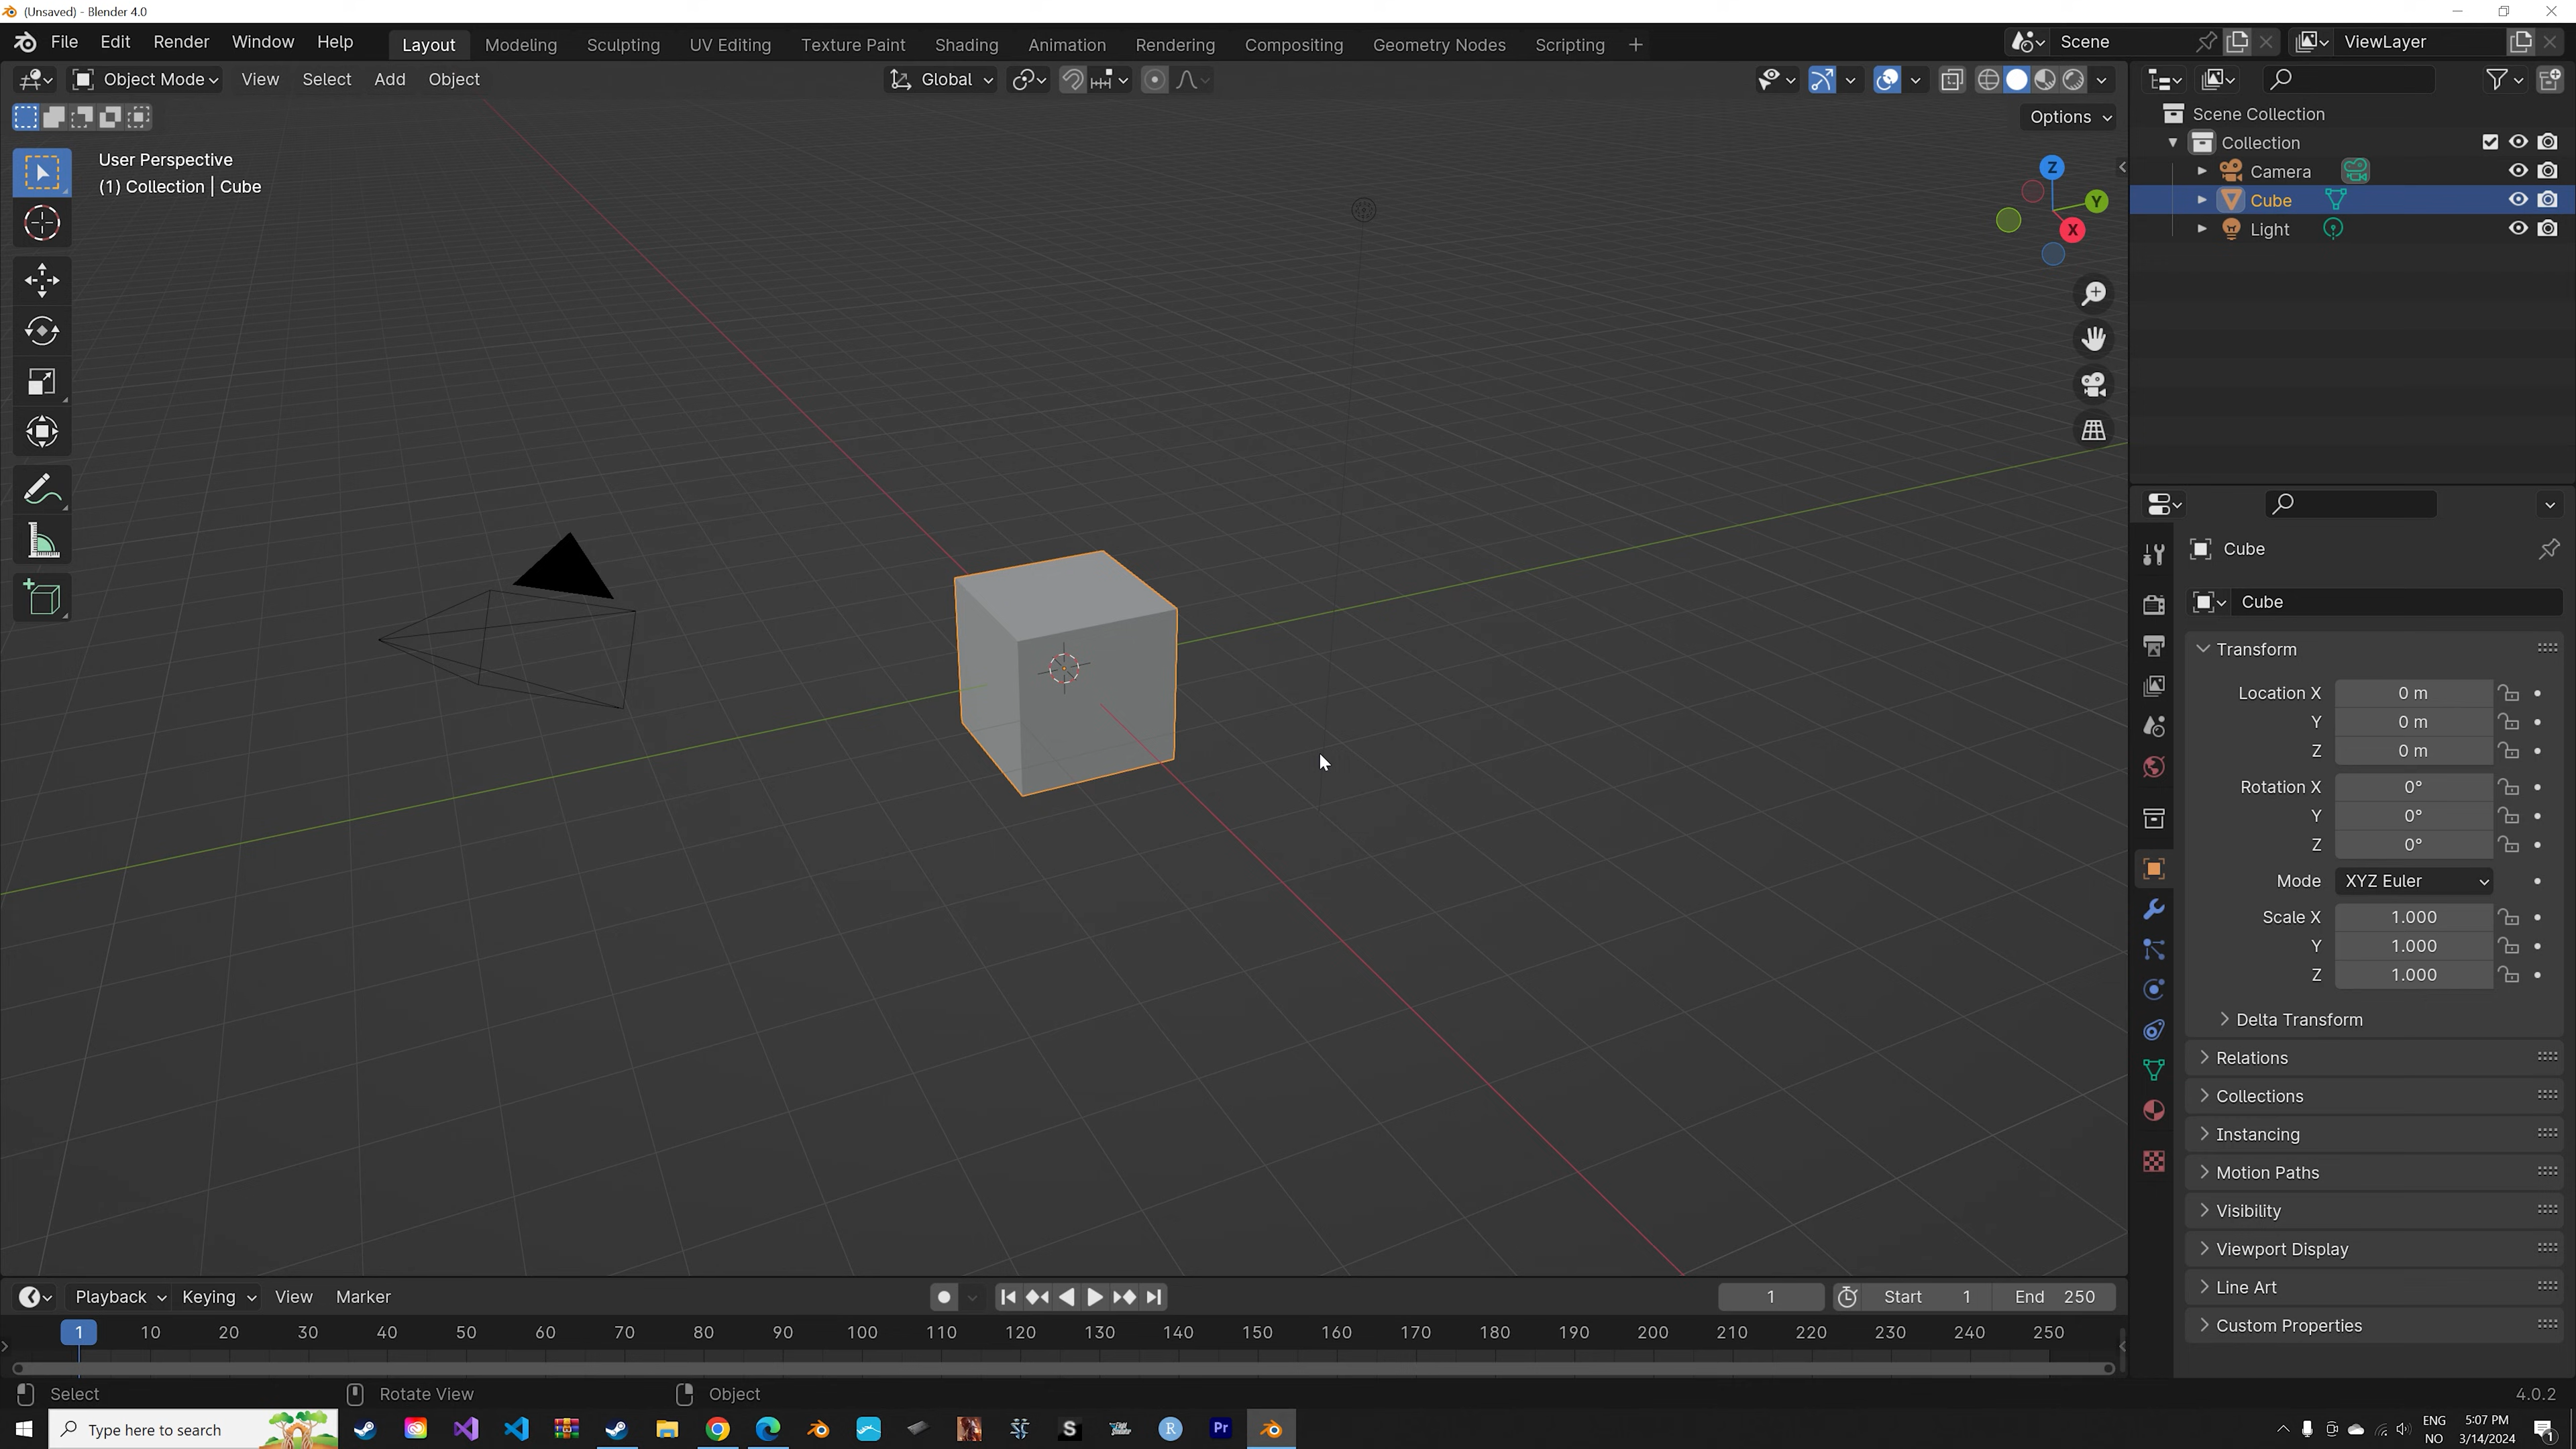 (Unsaved) - Blender 4.0
File Edit Render Window Help Layout Modeling Sculpting UV Editing Texture Paint Shading Animation Rendering Compositing Geometry Nodes Scripting + Scene ViewLayer
Object Mode View Select Add Object Global
Options
User Perspective
(1) Collection | Cube
Z
Y
X
Scene Collection
Collection
Camera
Cube
Light
Cube
Cube
Transform
Location X 0 m
Y 0 m
Z 0 m
Rotation X 0°
Y 0°
Z 0°
Mode XYZ Euler
Scale X 1.000
Y 1.000
Z 1.000
Delta Transform
Relations
Collections
Instancing
Motion Paths
Visibility
Viewport Display
Line Art
Custom Properties
Playback Keying View Marker 1 Start 1 End 250
1 10 20 30 40 50 60 70 80 90 100 110 120 130 140 150 160 170 180 190 200 210 220 230 240 250
Select Rotate View Object 4.0.2
Type here to search S R Pr
ENG 5:07 PM
NO 3/14/2024 1